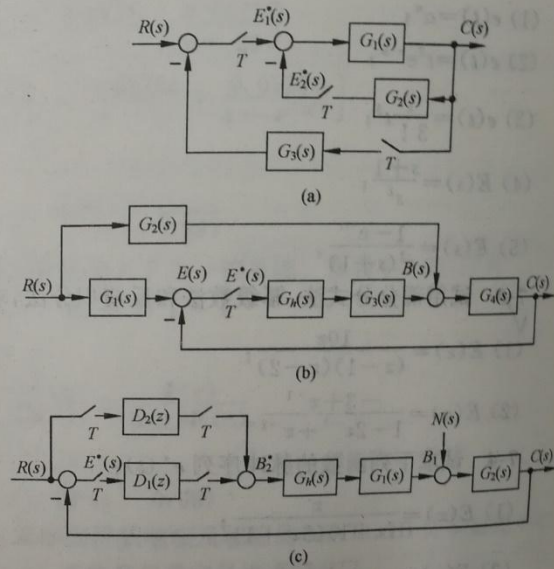 R(s) E₁*(s) G₁(s) C(s)
T
E₂*(s)
G₂(s)
T
G₃(s) T
(a)
G₂(s)
R(s) G₁(s) E(s) E*(s) T Gₕ(s) G₃(s) B(s) G₄(s) C(s)
(b)
T D₂(z) T
N(s)
R(s) E*(s) T D₁(z) T B₂ Gₕ(s) G₁(s) B₁ G₂(s) C(s)
(c)